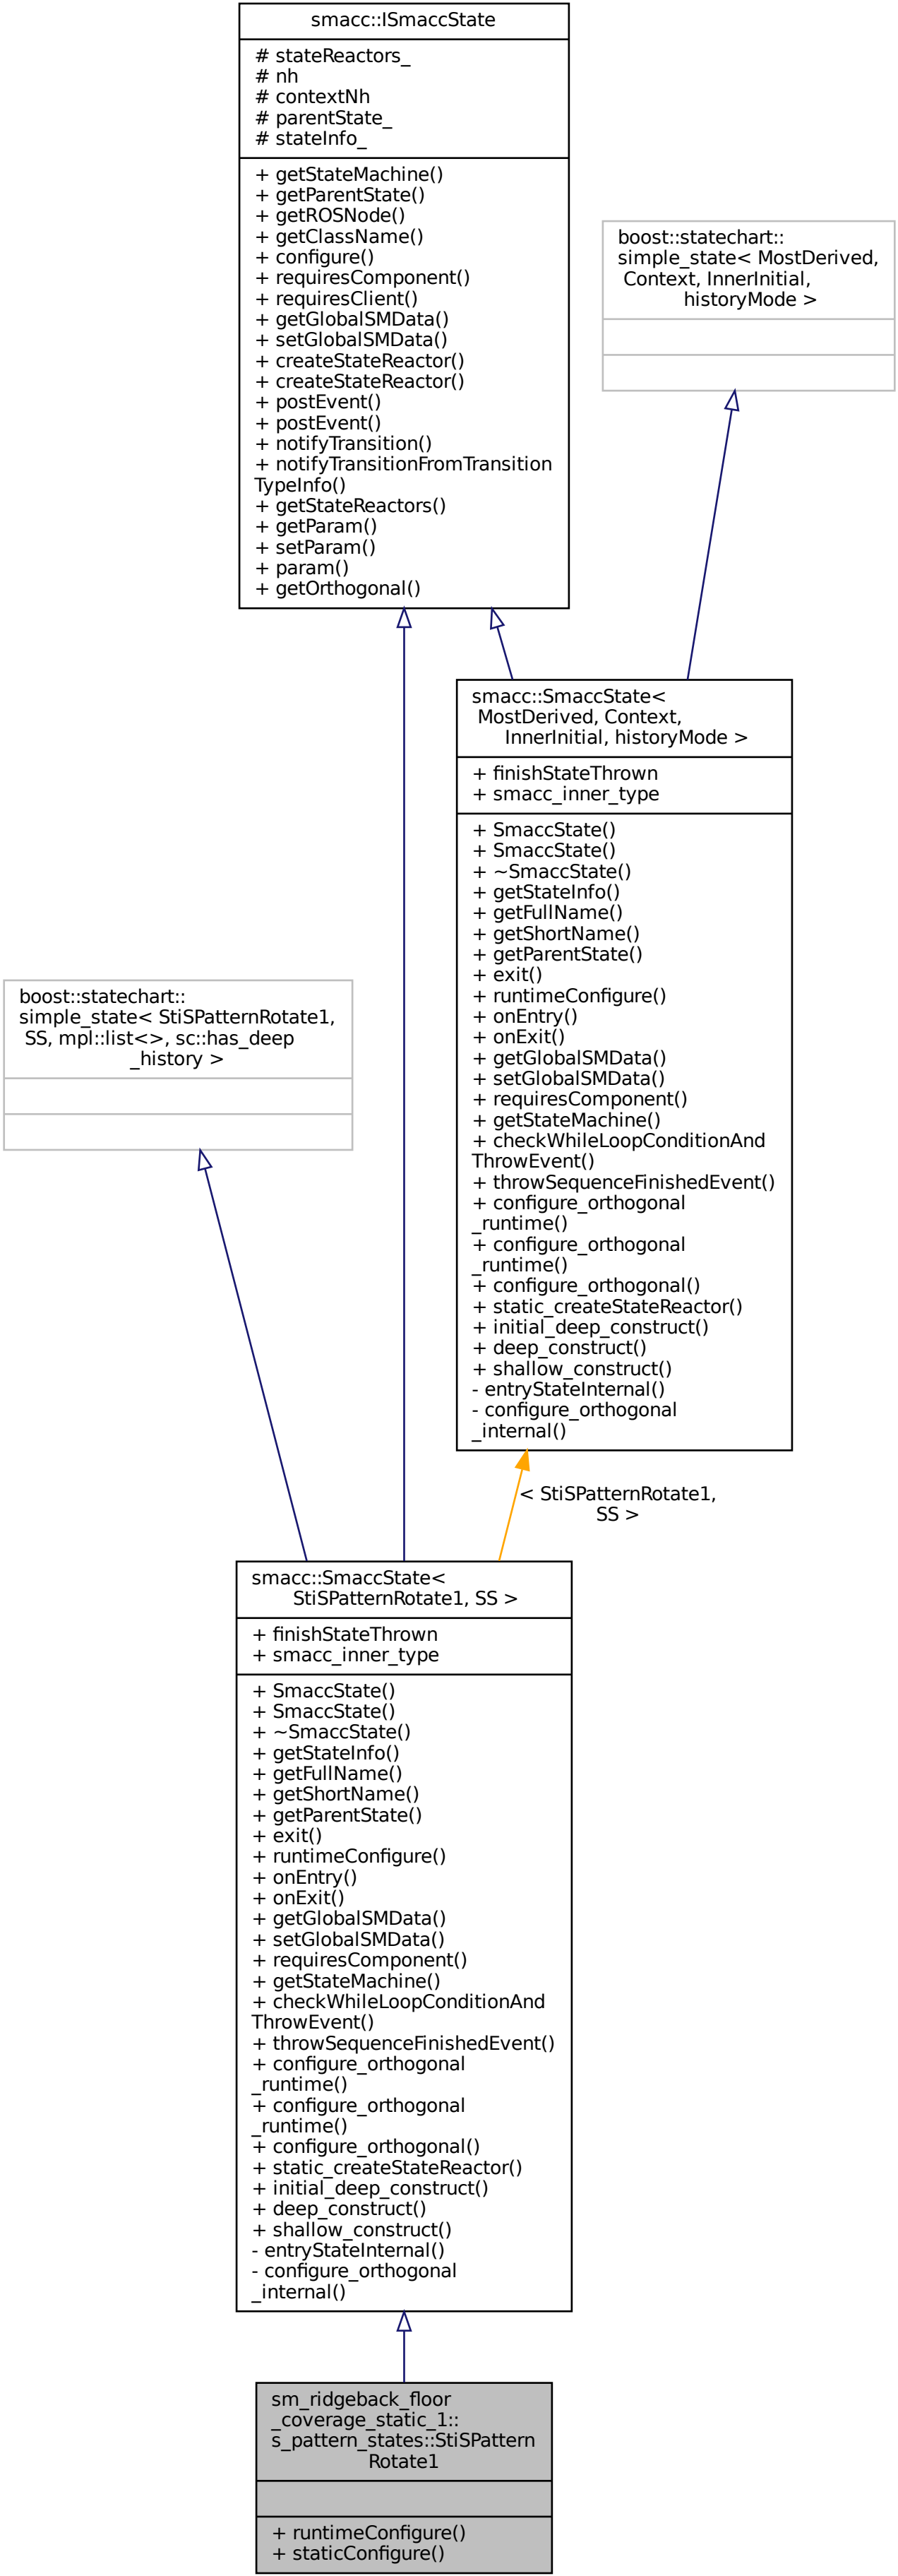 smacc::ISmaccState
# stateReactors_
# nh
# contextNh
# parentState_
# stateInfo_
+ getStateMachine()
+ getParentState()
+ getROSNode()
+ getClassName()
+ configure()
+ requiresComponent()
+ requiresClient()
+ getGlobalSMData()
+ setGlobalSMData()
+ createStateReactor()
+ createStateReactor()
+ postEvent()
+ postEvent()
+ notifyTransition()
+ notifyTransitionFromTransition
TypeInfo()
+ getStateReactors()
+ getParam()
+ setParam()
+ param()
+ getOrthogonal()
boost::statechart::
simple_state< MostDerived,
Context, InnerInitial,
historyMode >
smacc::SmaccState<
MostDerived, Context,
InnerInitial, historyMode >
+ finishStateThrown
+ smacc_inner_type
+ SmaccState()
+ SmaccState()
+ ~SmaccState()
+ getStateInfo()
+ getFullName()
+ getShortName()
+ getParentState()
+ exit()
+ runtimeConfigure()
+ onEntry()
+ onExit()
+ getGlobalSMData()
+ setGlobalSMData()
+ requiresComponent()
+ getStateMachine()
+ checkWhileLoopConditionAnd
ThrowEvent()
+ throwSequenceFinishedEvent()
+ configure_orthogonal
_runtime()
+ configure_orthogonal
_runtime()
+ configure_orthogonal()
+ static_createStateReactor()
+ initial_deep_construct()
+ deep_construct()
+ shallow_construct()
- entryStateInternal()
- configure_orthogonal
_internal()
boost::statechart::
simple_state< StiSPatternRotate1,
SS, mpl::list<>, sc::has_deep
_history >
< StiSPatternRotate1,
SS >
smacc::SmaccState<
StiSPatternRotate1, SS >
+ finishStateThrown
+ smacc_inner_type
+ SmaccState()
+ SmaccState()
+ ~SmaccState()
+ getStateInfo()
+ getFullName()
+ getShortName()
+ getParentState()
+ exit()
+ runtimeConfigure()
+ onEntry()
+ onExit()
+ getGlobalSMData()
+ setGlobalSMData()
+ requiresComponent()
+ getStateMachine()
+ checkWhileLoopConditionAnd
ThrowEvent()
+ throwSequenceFinishedEvent()
+ configure_orthogonal
_runtime()
+ configure_orthogonal
_runtime()
+ configure_orthogonal()
+ static_createStateReactor()
+ initial_deep_construct()
+ deep_construct()
+ shallow_construct()
- entryStateInternal()
- configure_orthogonal
_internal()
sm_ridgeback_floor
_coverage_static_1::
s_pattern_states::StiSPattern
Rotate1
+ runtimeConfigure()
+ staticConfigure()